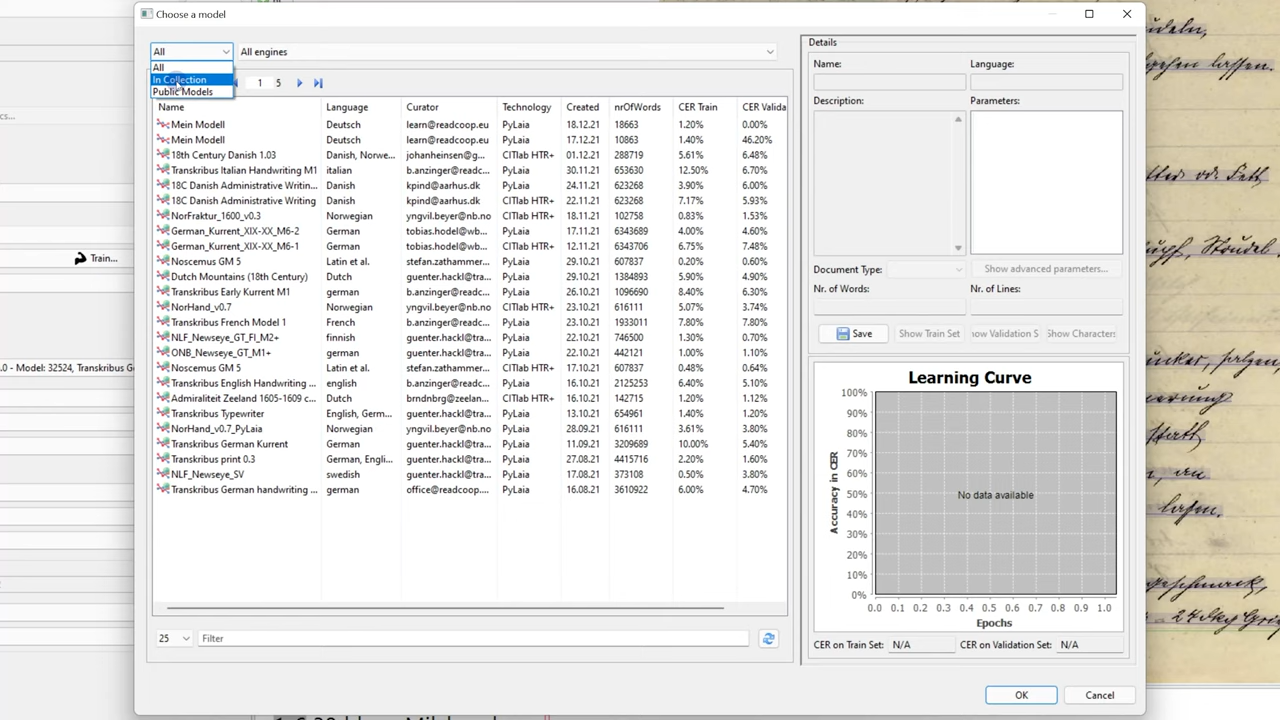 Choose a model
All
All engines
All
In Collection
Public Models
1 5
Name Language Curator Technology Created nrOfWords CER Train CER Valida
Mein Modell Deutsch learn@readcoop.eu PyLaia 18.12.21 18663 1.20% 0.00%
Mein Modell Deutsch learn@readcoop.eu PyLaia 17.12.21 10863 1.40% 46.20%
18th Century Danish 1.03 Danish, Norwe... johanheinsen@g... CITlab HTR+ 01.12.21 288719 5.61% 6.48%
Transkribus Italian Handwriting M1 italian b.anzinger@readc... PyLaia 30.11.21 653630 12.50% 6.70%
18C Danish Administrative Writin... Danish kpind@aarhus.dk PyLaia 24.11.21 623268 3.90% 6.00%
18C Danish Administrative Writing Danish kpind@aarhus.dk CITlab HTR+ 22.11.21 623268 7.17% 5.93%
NorFraktur_1600_v0.3 Norwegian yngvil.beyer@nb.no CITlab HTR+ 18.11.21 102758 0.83% 1.53%
German_Kurrent_XIX-XX_M6-2 German tobias.hodel@wb... PyLaia 17.11.21 6343689 4.00% 4.60%
German_Kurrent_XIX-XX_M6-1 German tobias.hodel@wb... CITlab HTR+ 12.11.21 6343706 6.75% 7.48%
Noscemus GM 5 Latin et al. stefan.zathammer... PyLaia 29.10.21 607837 0.20% 0.60%
Dutch Mountains (18th Century) Dutch guenter.hackl@tra... PyLaia 29.10.21 1384893 5.90% 4.90%
Transkribus Early Kurrent M1 german b.anzinger@readc... PyLaia 26.10.21 1096690 8.40% 6.30%
NorHand_v0.7 Norwegian yngvil.beyer@nb.no CITlab HTR+ 23.10.21 616111 5.07% 3.74%
Transkribus French Model 1 French guenter.hackl@tra... PyLaia 23.10.21 1933011 7.80% 7.80%
NLF_Newseye_GT_FI_M2+ finnish b.anzinger@readc... PyLaia 22.10.21 746500 1.30% 0.70%
ONB_Newseye_GT_M1+ german b.anzinger@readc... PyLaia 22.10.21 442121 1.00% 1.10%
Noscemus GM 5 Latin et al. stefan.zathammer... CITlab HTR+ 17.10.21 607837 0.48% 0.64%
Transkribus English Handwriting ... english b.anzinger@readc... PyLaia 16.10.21 2125253 6.40% 5.10%
Admiraliteit Zeeland 1605-1609 c... Dutch brndnbrg@zeelan... CITlab HTR+ 16.10.21 142715 1.20% 1.12%
Transkribus Typewriter English, Germ... guenter.hackl@tra... PyLaia 13.10.21 654961 1.40% 1.20%
NorHand_v0.7_PyLaia Norwegian yngvil.beyer@nb.no PyLaia 28.09.21 616111 3.61% 3.80%
Transkribus German Kurrent German guenter.hackl@tra... PyLaia 11.09.21 3209689 10.00% 5.40%
Transkribus print 0.3 German, Engli... guenter.hackl@tra... PyLaia 24.08.21 4415716 2.20% 1.60%
NLF_Newseye_SV swedish guenter.hackl@tra... PyLaia 17.08.21 373108 0.50% 3.80%
Transkribus German handwriting ... german office@readcoop.... PyLaia 16.08.21 3610922 6.00% 4.70%
25 Filter
Details
Name: Language:
Description: Parameters:
Document Type: Show advanced parameters...
Nr. of Words: Nr. of Lines:
Save Show Train Set how Validation S Show Characters
Learning Curve
Accuracy in CER
100%
90%
80%
70%
60%
50%
40%
30%
20%
10%
0%
No data available
0.0 0.1 0.2 0.3 0.4 0.5 0.6 0.7 0.8 0.9 1.0
Epochs
CER on Train Set: N/A CER on Validation Set: N/A
OK Cancel
cs...
Train...
.0 - Model: 32524, Transkribus Ge